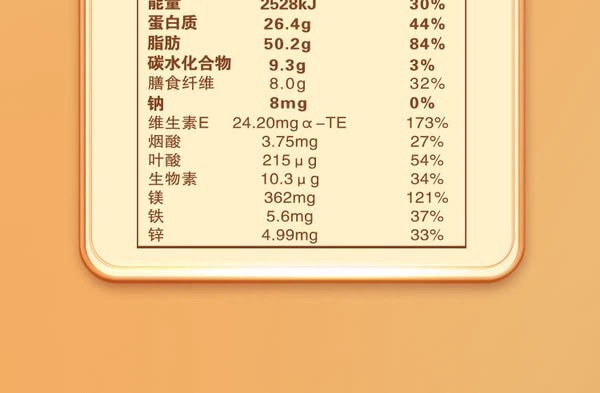 能量 2528kJ 30%
蛋白质 26.4g 44%
脂肪 50.2g 84%
碳水化合物 9.3g 3%
膳食纤维 8.0g 32%
钠 8mg 0%
维生素E 24.20mgα-TE 173%
烟酸 3.75mg 27%
叶酸 215μg 54%
生物素 10.3μg 34%
镁 362mg 121%
铁 5.6mg 37%
锌 4.99mg 33%